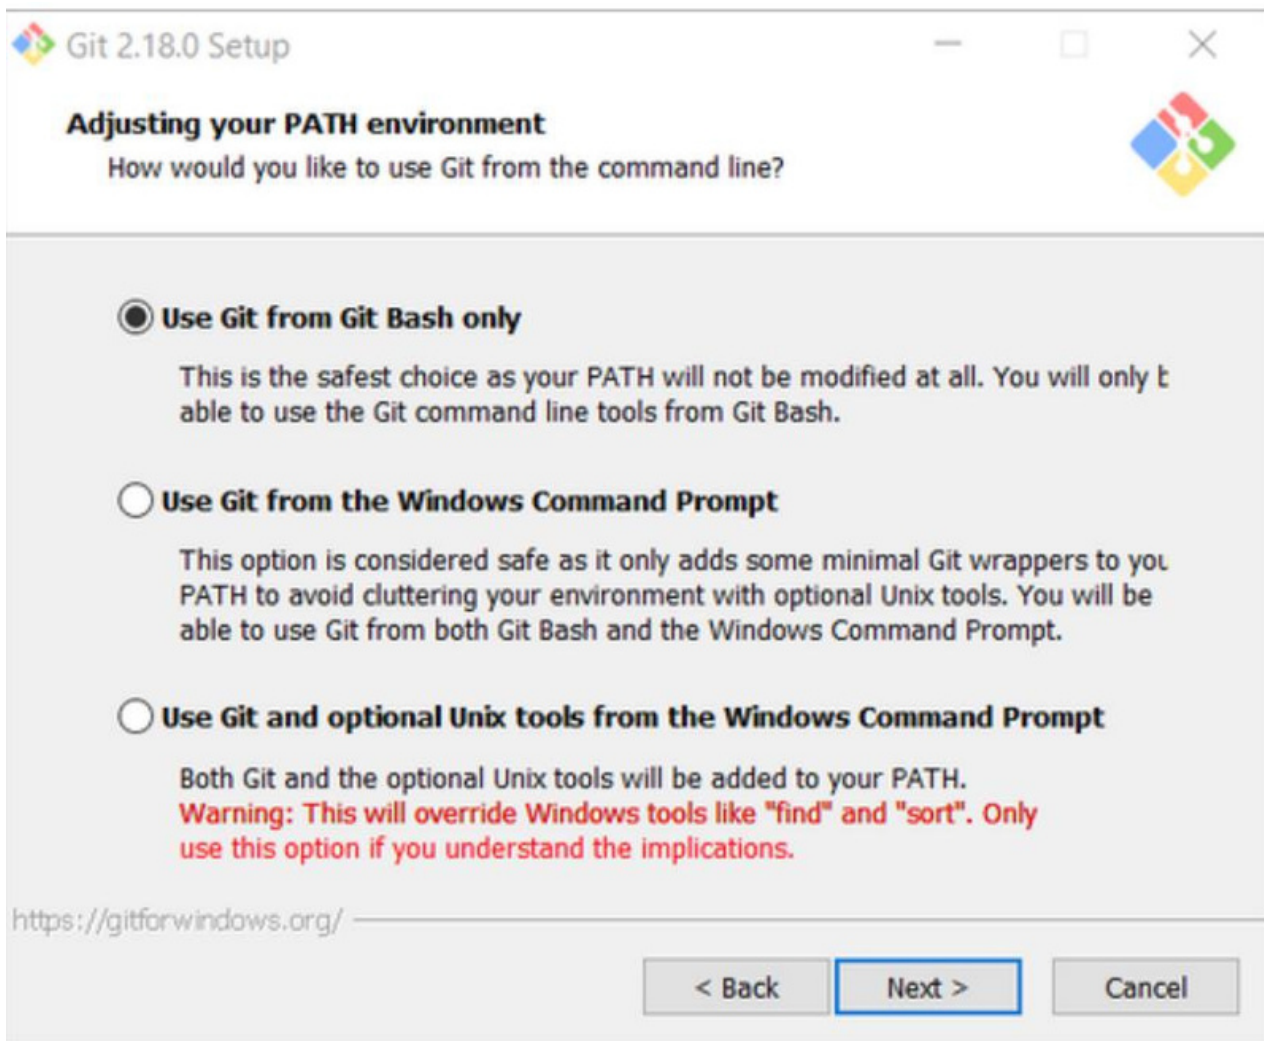 Git 2.18.0 Setup
Adjusting your PATH environment
How would you like to use Git from the command line?
Use Git from Git Bash only
This is the safest choice as your PATH will not be modified at all. You will only b
able to use the Git command line tools from Git Bash.
Use Git from the Windows Command Prompt
This option is considered safe as it only adds some minimal Git wrappers to you
PATH to avoid cluttering your environment with optional Unix tools. You will be
able to use Git from both Git Bash and the Windows Command Prompt.
Use Git and optional Unix tools from the Windows Command Prompt
Both Git and the optional Unix tools will be added to your PATH.
Warning: This will override Windows tools like "find" and "sort". Only
use this option if you understand the implications.
https://gitforwindows.org/
< Back Next > Cancel